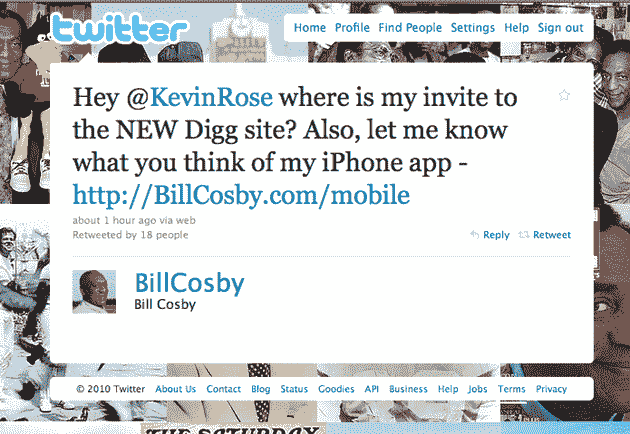 twitter
Home Profile Find People Settings Help Sign out
Hey @KevinRose where is my invite to
the NEW Digg site? Also, let me know
what you think of my iPhone app -
http://BillCosby.com/mobile
about 1 hour ago via web
Retweeted by 18 people
Reply Retweet
BillCosby
Bill Cosby
© 2010 Twitter About Us Contact Blog Status Goodies API Business Help Jobs Terms Privacy
THE SATURDAY